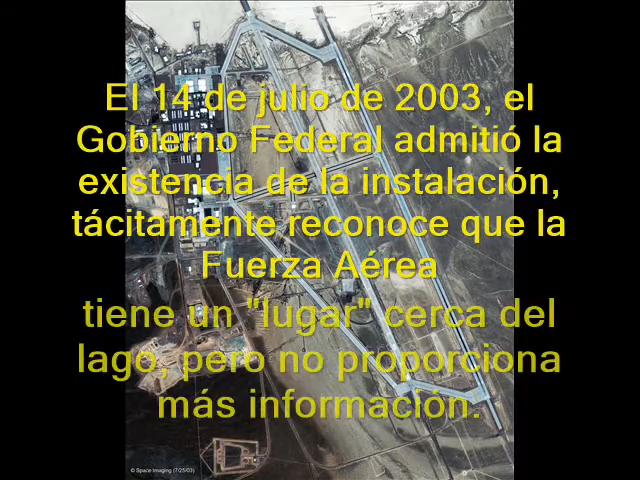 El 14 de julio de 2003, el
Gobierno Federal admitió la
existencia de la instalación,
tácitamente reconoce que la
Fuerza Aérea
tiene un "lugar" cerca del
lago, pero no proporciona
más información.
© Space Imaging (7/25/03)